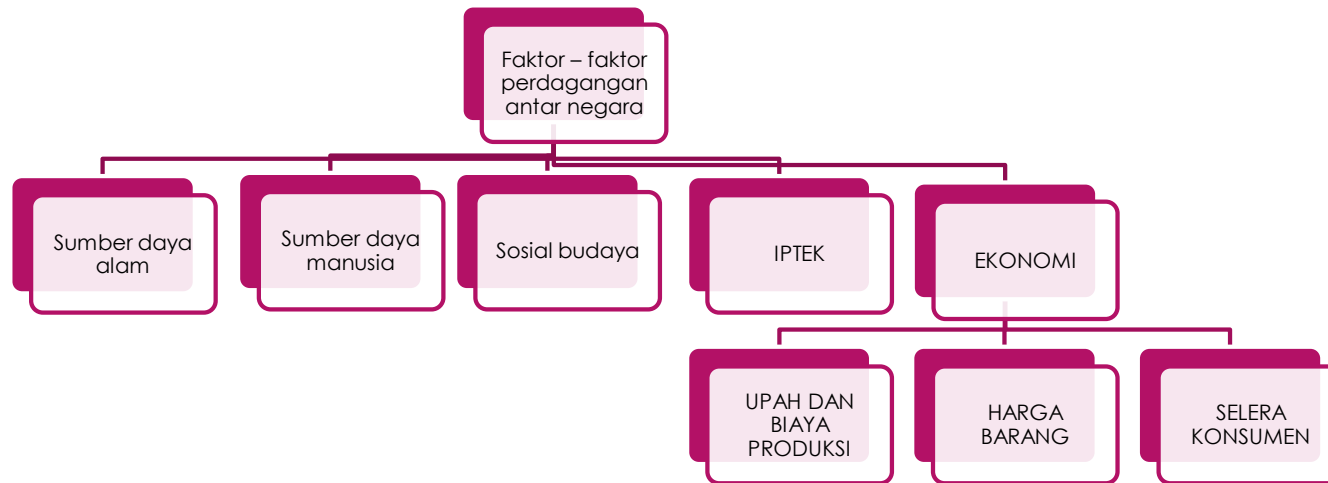 Faktor – faktor
perdagangan
antar negara
Sumber daya
alam
Sumber daya
manusia
Sosial budaya
IPTEK
EKONOMI
UPAH DAN
BIAYA
PRODUKSI
HARGA
BARANG
SELERA
KONSUMEN